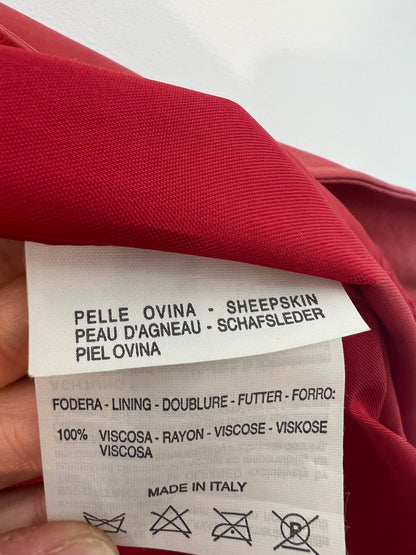 PELLE OVINA - SHEEPSKIN
PEAU D'AGNEAU - SCHAFSLEDER
PIEL OVINA
FODERA - LINING - DOUBLURE - FUTTER - FORRO:
100% VISCOSA - RAYON - VISCOSE - VISKOSE
VISCOSA
MADE IN ITALY
R